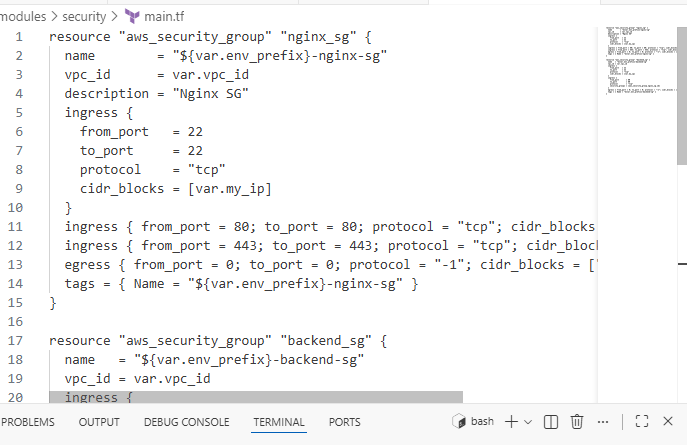 modules > security > main.tf
1 resource "aws_security_group" "nginx_sg" {
2   name        = "${var.env_prefix}-nginx-sg"
3   vpc_id      = var.vpc_id
4   description = "Nginx SG"
5   ingress {
6     from_port   = 22
7     to_port     = 22
8     protocol    = "tcp"
9     cidr_blocks = [var.my_ip]
10   }
11   ingress { from_port = 80; to_port = 80; protocol = "tcp"; cidr_blocks
12   ingress { from_port = 443; to_port = 443; protocol = "tcp"; cidr_bloc
13   egress { from_port = 0; to_port = 0; protocol = "-1"; cidr_blocks = ["
14   tags = { Name = "${var.env_prefix}-nginx-sg" }
15 }
16
17 resource "aws_security_group" "backend_sg" {
18   name   = "${var.env_prefix}-backend-sg"
19   vpc_id = var.vpc_id
20   ingress {
PROBLEMS OUTPUT DEBUG CONSOLE TERMINAL PORTS bash